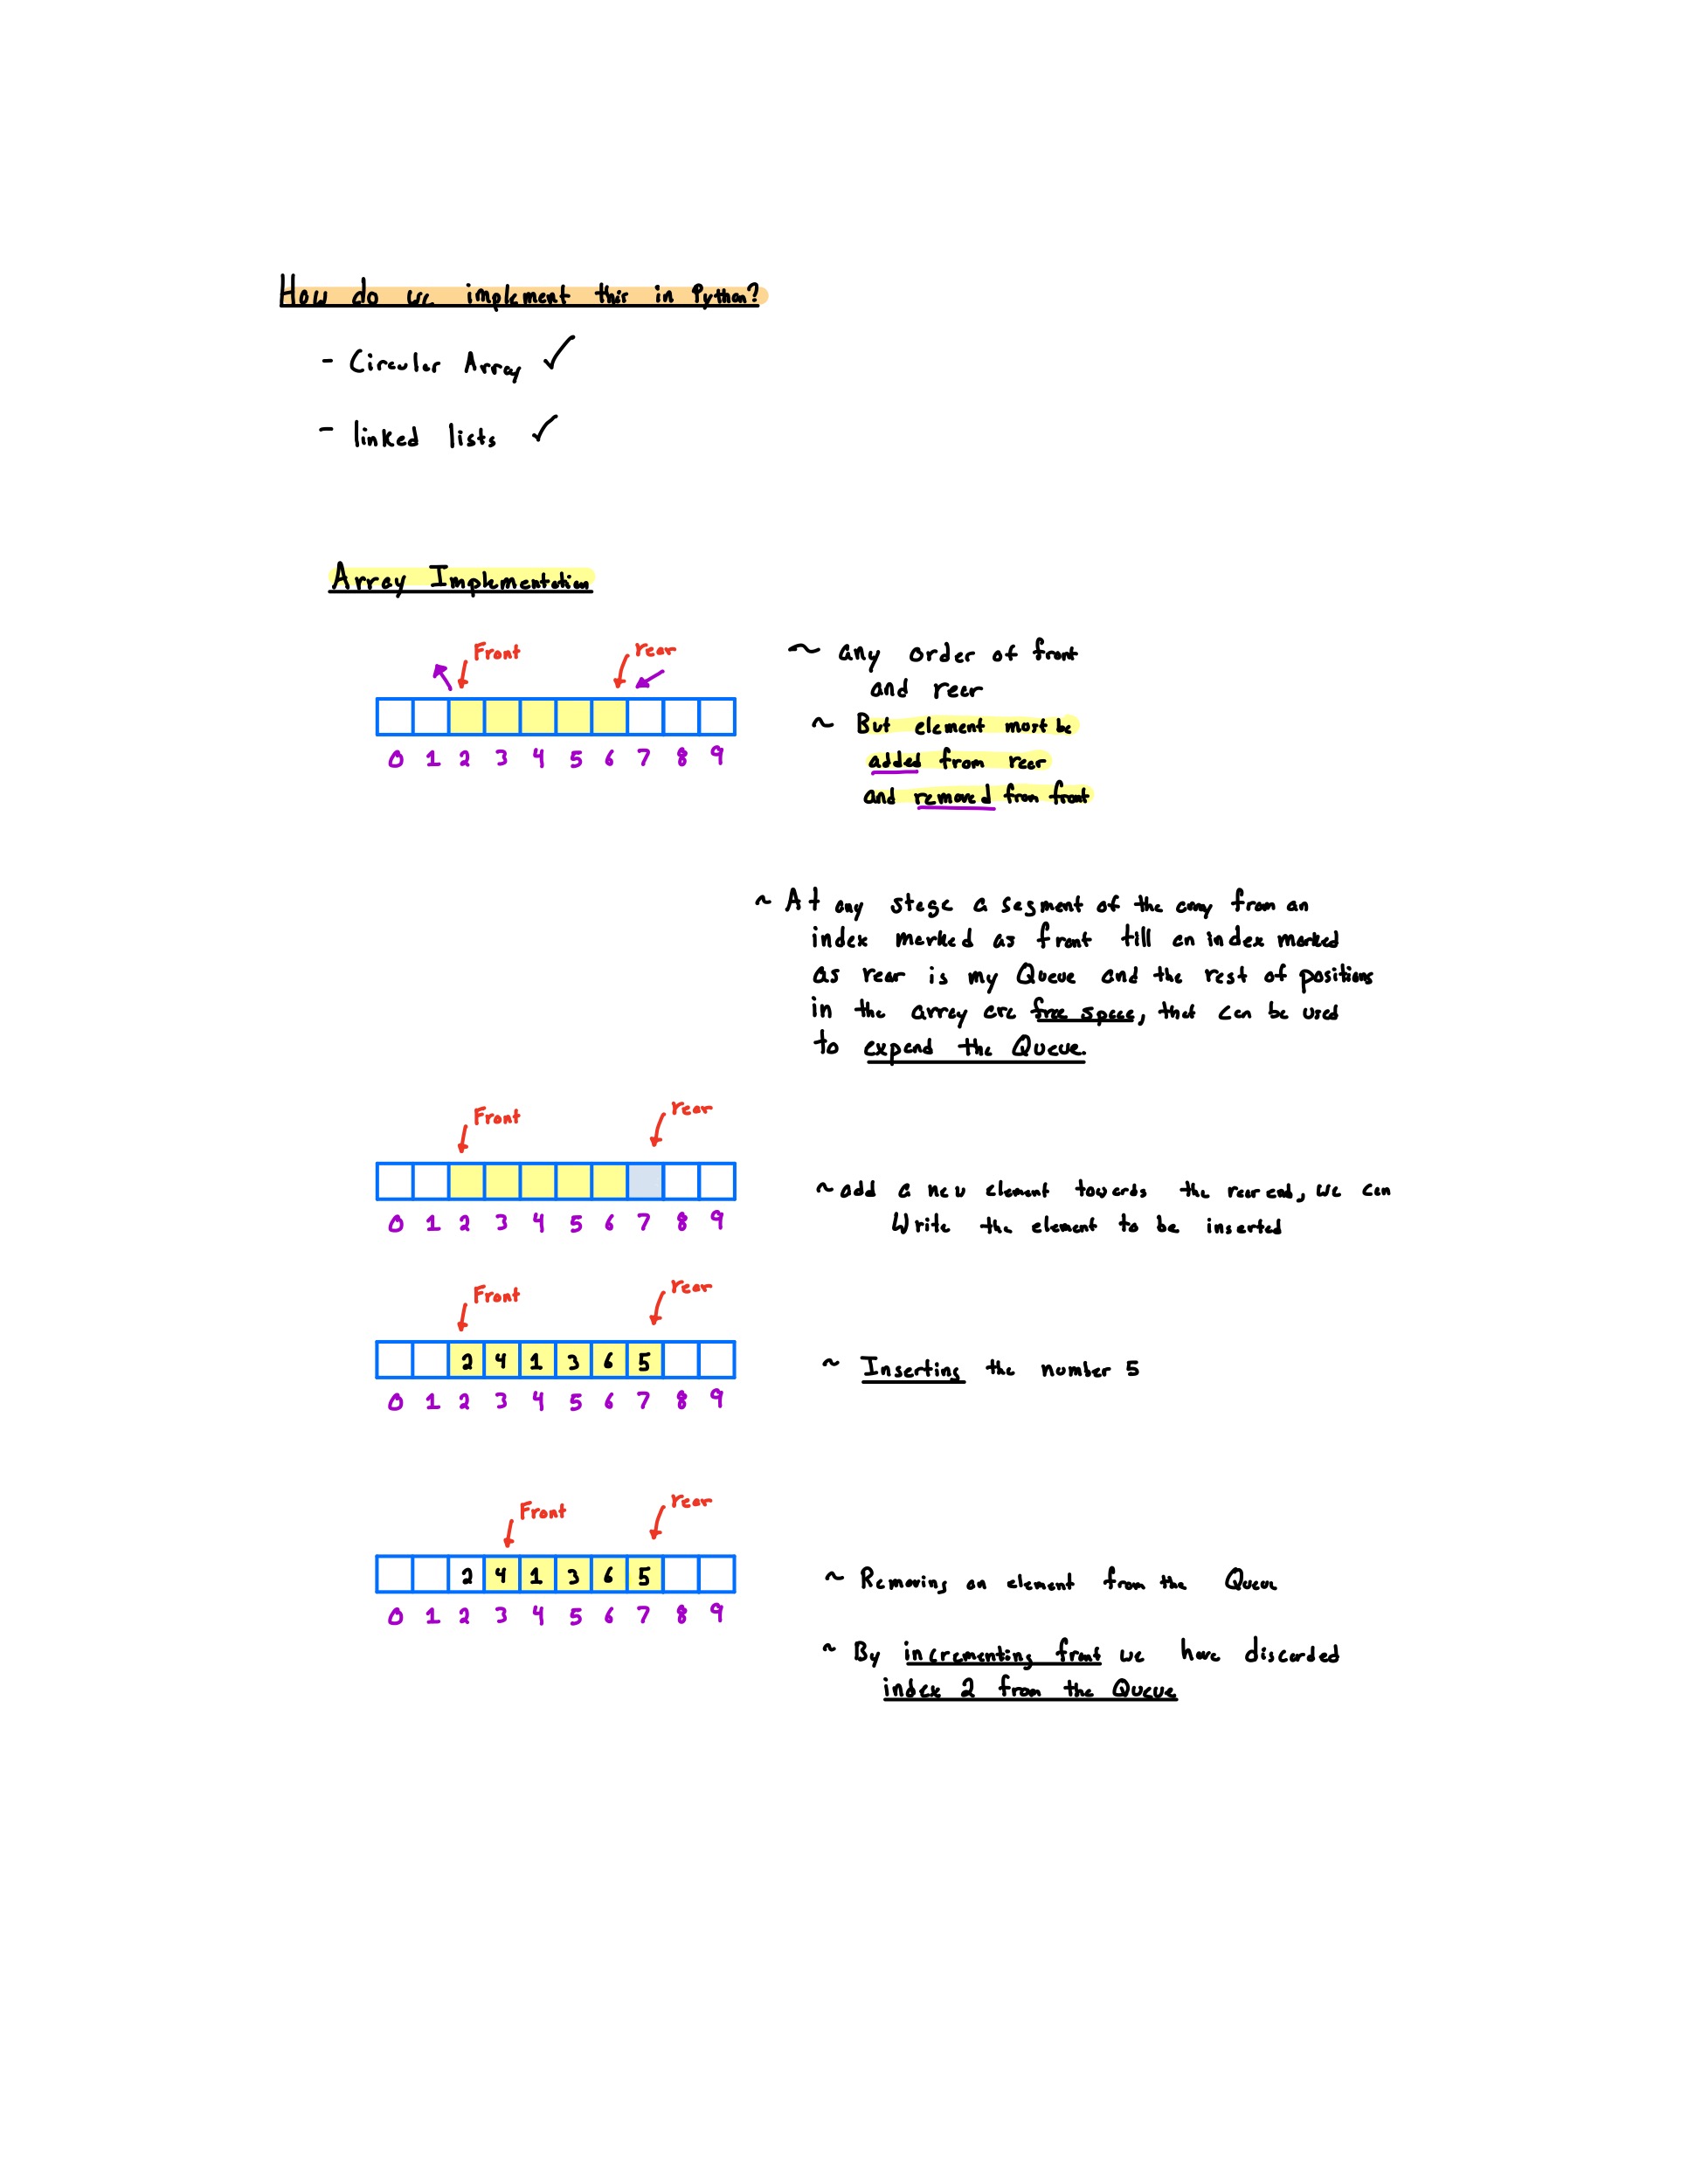 How do we implement this in Python?
- Circular Array ✓
- linked lists ✓
Array Implementation
Front rear
0 1 2 3 4 5 6 7 8 9
~ any order of front
and rear
~ But element must be
added from rear
and removed from front
~ At any stage a segment of the array from an
index marked as front till an index marked
as rear is my Queue and the rest of positions
in the array are free space, that can be used
to expand the Queue.
Front rear
0 1 2 3 4 5 6 7 8 9
~ add a new element towards the rear end, we can
Write the element to be inserted
Front rear
2 4 1 3 6 5
0 1 2 3 4 5 6 7 8 9
~ Inserting the number 5
Front rear
2 4 1 3 6 5
0 1 2 3 4 5 6 7 8 9
~ Removing an element from the Queue
~ By incrementing front we have discarded
index 2 from the Queue